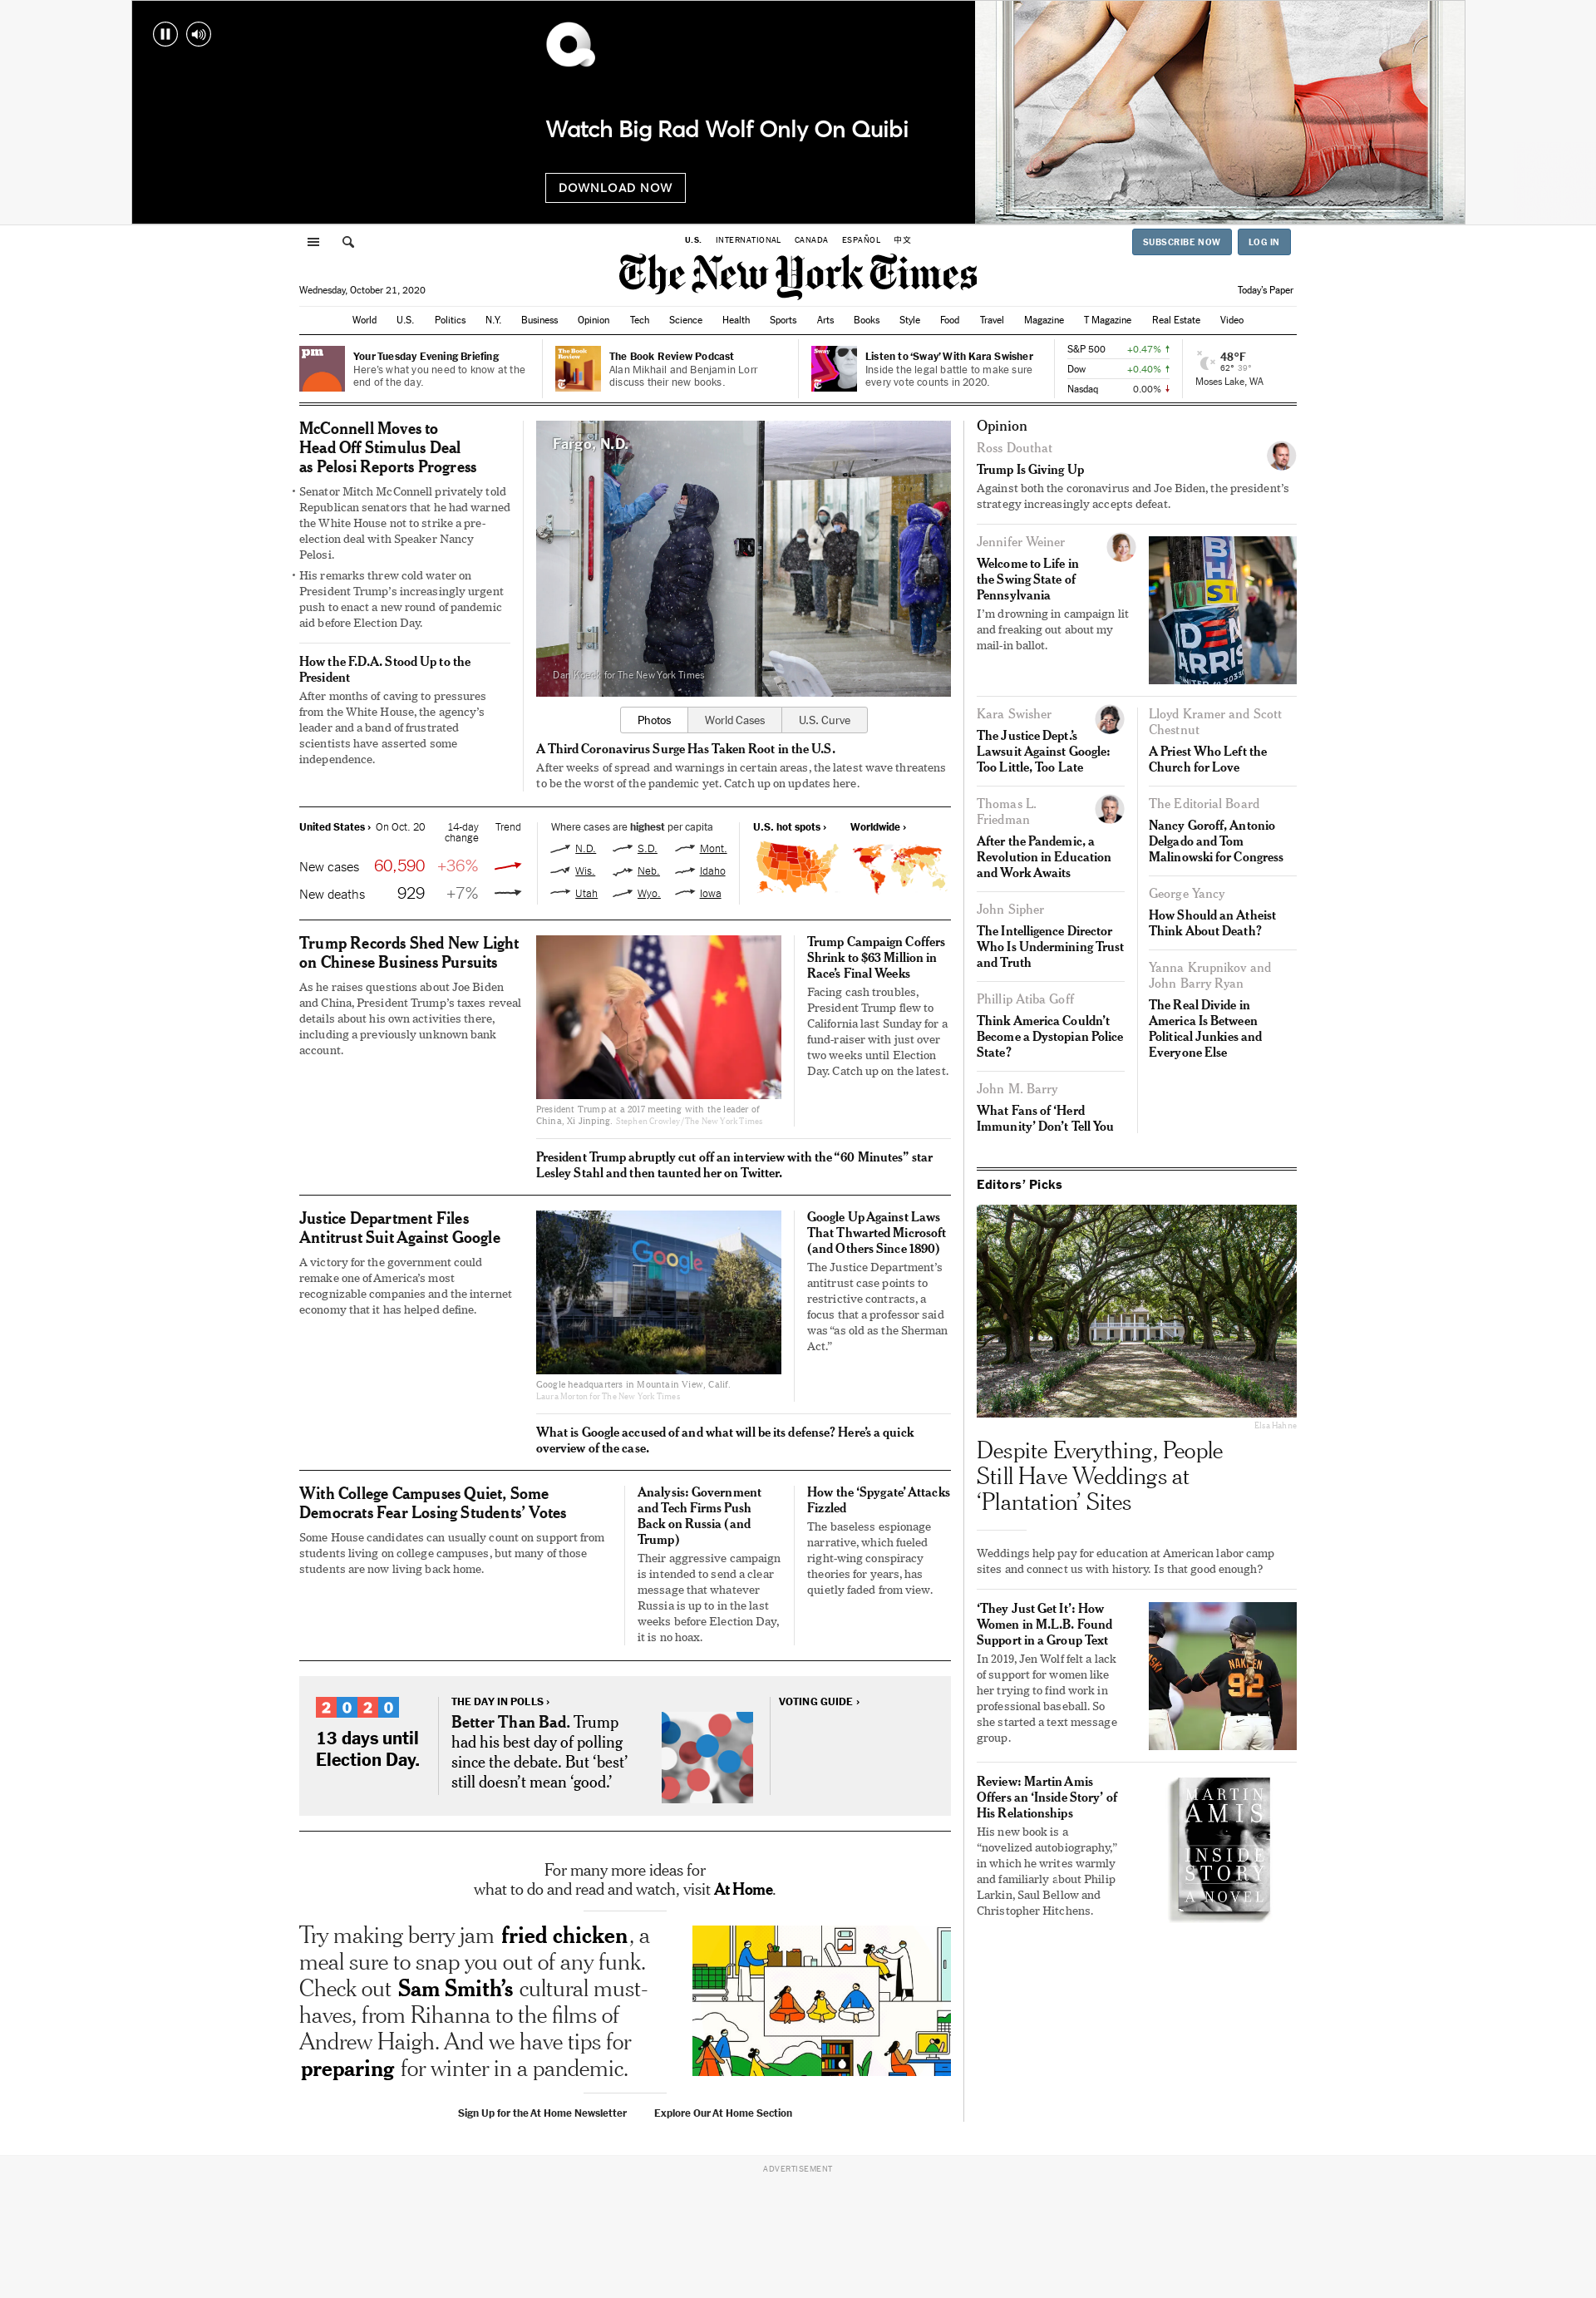 Watch Big Rad Wolf Only On Quibi
DOWNLOAD NOW
U.S. INTERNATIONAL CANADA ESPAÑOL 中文
SUBSCRIBE NOW LOG IN
The New York Times
Wednesday, October 21, 2020
Today's Paper
World U.S. Politics N.Y. Business Opinion Tech Science Health Sports Arts Books Style Food Travel Magazine T Magazine Real Estate Video
pm
Your Tuesday Evening Briefing
Here's what you need to know at the
end of the day.
The Book
Review
The Book Review Podcast
Alan Mikhail and Benjamin Lorr
discuss their new books.
Sway
Listen to 'Sway' With Kara Swisher
Inside the legal battle to make sure
every vote counts in 2020.
S&P 500 +0.47% ↑
Dow +0.40% ↑
Nasdaq 0.00% ↓
48°F
62° 39°
Moses Lake, WA
McConnell Moves to
Head Off Stimulus Deal
as Pelosi Reports Progress
• Senator Mitch McConnell privately told
Republican senators that he had warned
the White House not to strike a pre-
election deal with Speaker Nancy
Pelosi.
• His remarks threw cold water on
President Trump's increasingly urgent
push to enact a new round of pandemic
aid before Election Day.
How the F.D.A. Stood Up to the
President
After months of caving to pressures
from the White House, the agency's
leader and a band of frustrated
scientists have asserted some
independence.
Fargo, N.D.
Dan Koeck for The New York Times
Photos World Cases U.S. Curve
A Third Coronavirus Surge Has Taken Root in the U.S.
After weeks of spread and warnings in certain areas, the latest wave threatens
to be the worst of the pandemic yet. Catch up on updates here.
United States › On Oct. 20 14-day
change Trend
New cases 60,590 +36%
New deaths 929 +7%
Where cases are highest per capita
N.D. S.D. Mont.
Wis. Neb. Idaho
Utah Wyo. Iowa
U.S. hot spots › Worldwide ›
Trump Records Shed New Light
on Chinese Business Pursuits
As he raises questions about Joe Biden
and China, President Trump's taxes reveal
details about his own activities there,
including a previously unknown bank
account.
President Trump at a 2017 meeting with the leader of
China, Xi Jinping. Stephen Crowley/The New York Times
Trump Campaign Coffers
Shrink to $63 Million in
Race's Final Weeks
Facing cash troubles,
President Trump flew to
California last Sunday for a
fund-raiser with just over
two weeks until Election
Day. Catch up on the latest.
President Trump abruptly cut off an interview with the "60 Minutes" star
Lesley Stahl and then taunted her on Twitter.
Justice Department Files
Antitrust Suit Against Google
A victory for the government could
remake one of America's most
recognizable companies and the internet
economy that it has helped define.
Google
Google headquarters in Mountain View, Calif.
Laura Morton for The New York Times
Google Up Against Laws
That Thwarted Microsoft
(and Others Since 1890)
The Justice Department's
antitrust case points to
restrictive contracts, a
focus that a professor said
was "as old as the Sherman
Act."
What is Google accused of and what will be its defense? Here's a quick
overview of the case.
With College Campuses Quiet, Some
Democrats Fear Losing Students' Votes
Some House candidates can usually count on support from
students living on college campuses, but many of those
students are now living back home.
Analysis: Government
and Tech Firms Push
Back on Russia (and
Trump)
Their aggressive campaign
is intended to send a clear
message that whatever
Russia is up to in the last
weeks before Election Day,
it is no hoax.
How the 'Spygate' Attacks
Fizzled
The baseless espionage
narrative, which fueled
right-wing conspiracy
theories for years, has
quietly faded from view.
2020
13 days until
Election Day.
THE DAY IN POLLS ›
Better Than Bad. Trump
had his best day of polling
since the debate. But 'best'
still doesn't mean 'good.'
VOTING GUIDE ›
For many more ideas for
what to do and read and watch, visit At Home.
Try making berry jam fried chicken, a
meal sure to snap you out of any funk.
Check out Sam Smith's cultural must-
haves, from Rihanna to the films of
Andrew Haigh. And we have tips for
preparing for winter in a pandemic.
Sign Up for the At Home Newsletter Explore Our At Home Section
Opinion
Ross Douthat
Trump Is Giving Up
Against both the coronavirus and Joe Biden, the president's
strategy increasingly accepts defeat.
Jennifer Weiner
Welcome to Life in
the Swing State of
Pennsylvania
I'm drowning in campaign lit
and freaking out about my
mail-in ballot.
Kara Swisher
The Justice Dept.'s
Lawsuit Against Google:
Too Little, Too Late
Thomas L.
Friedman
After the Pandemic, a
Revolution in Education
and Work Awaits
John Sipher
The Intelligence Director
Who Is Undermining Trust
and Truth
Phillip Atiba Goff
Think America Couldn't
Become a Dystopian Police
State?
John M. Barry
What Fans of 'Herd
Immunity' Don't Tell You
Lloyd Kramer and Scott
Chestnut
A Priest Who Left the
Church for Love
The Editorial Board
Nancy Goroff, Antonio
Delgado and Tom
Malinowski for Congress
George Yancy
How Should an Atheist
Think About Death?
Yanna Krupnikov and
John Barry Ryan
The Real Divide in
America Is Between
Political Junkies and
Everyone Else
Editors' Picks
Elsa Hahne
Despite Everything, People
Still Have Weddings at
'Plantation' Sites
Weddings help pay for education at American labor camp
sites and connect us with history. Is that good enough?
'They Just Get It': How
Women in M.L.B. Found
Support in a Group Text
In 2019, Jen Wolf felt a lack
of support for women like
her trying to find work in
professional baseball. So
she started a text message
group.
NAKKEN
92
Review: Martin Amis
Offers an 'Inside Story' of
His Relationships
His new book is a
"novelized autobiography,"
in which he writes warmly
and familiarly about Philip
Larkin, Saul Bellow and
Christopher Hitchens.
MARTIN
AMIS
INSIDE
STORY
A NOVEL
ADVERTISEMENT